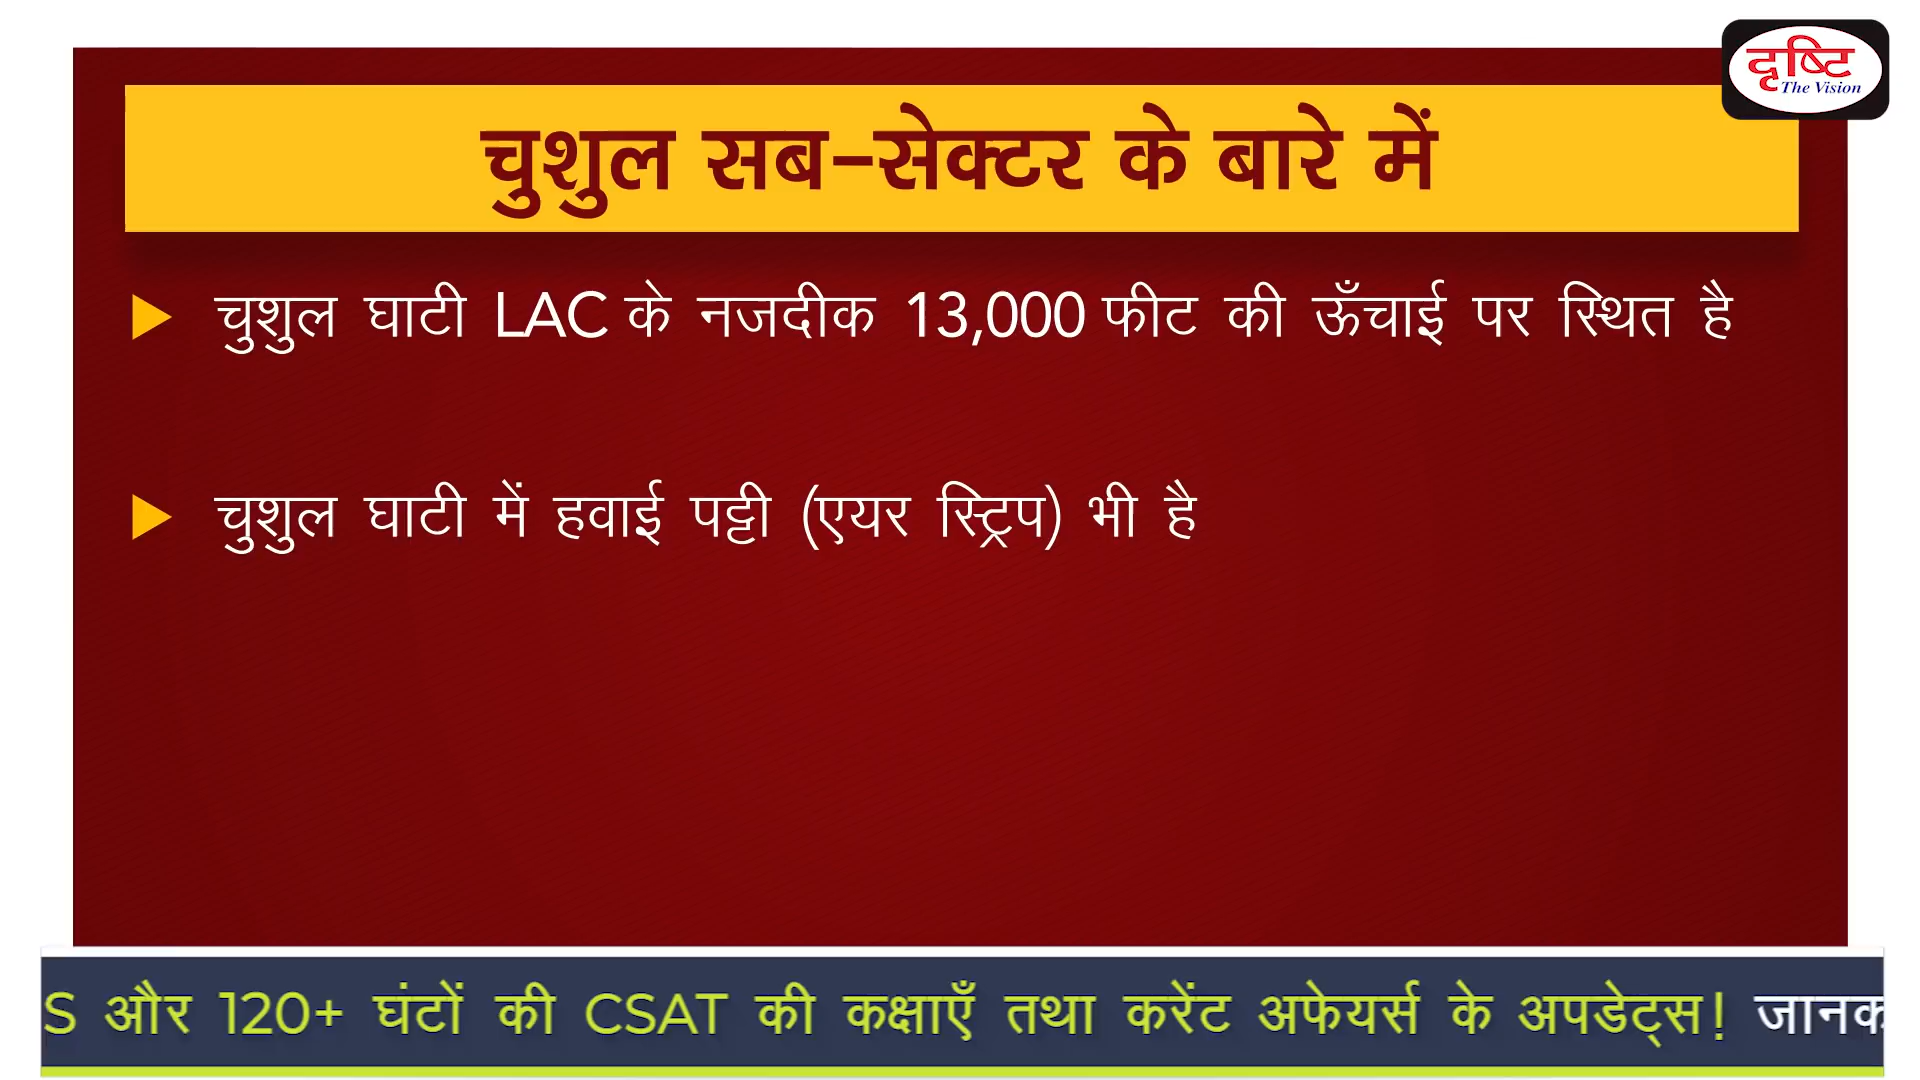 दृष्टि
The Vision
चुशुल सब-सेक्टर के बारे में
चुशुल घाटी LAC के नजदीक 13,000 फीट की ऊँचाई पर स्थित है
चुशुल घाटी में हवाई पट्टी (एयर स्ट्रिप) भी है
S और 120+ घंटों की CSAT की कक्षाएँ तथा करेंट अफेयर्स के अपडेट्स!